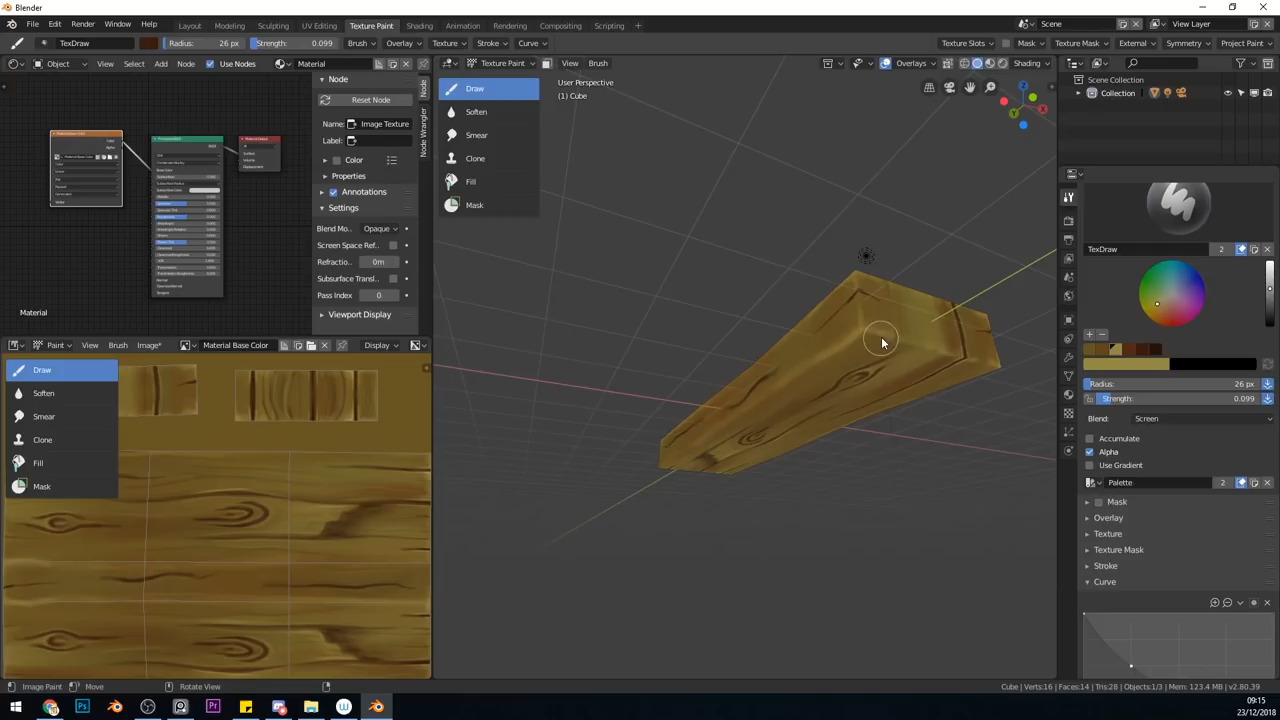 Blender
File Edit Render Window Help Layout Modeling Sculpting UV Editing Texture Paint Shading Animation Rendering Compositing Scripting + Scene View Layer
TexDraw Radius: 26 px Strength: 0.099 Brush Overlay Texture Stroke Curve Texture Slots Mask Texture Mask External Symmetry Project Paint
Object View Select Add Node Use Nodes Material Texture Paint View Brush Overlays Shading
Node
Reset Node
Name: Image Texture
Label:
Color
Properties
Annotations
Settings
Blend Mo.. Opaque
Screen Space Ref..
Refractio.. 0m
Subsurface Transl..
Pass Index 0
Viewport Display
Node
Node Wrangler
Material
Draw
Soften
Smear
Clone
Fill
Mask
User Perspective
(1) Cube
Scene Collection
Collection
TexDraw 2
Radius: 26 px
Strength: 0.099
Blend: Screen
Accumulate
Alpha
Use Gradient
Palette 2
Mask
Overlay
Texture
Texture Mask
Stroke
Curve
Paint View Brush Image* Material Base Color Display
Draw
Soften
Smear
Clone
Fill
Mask
Image Paint Move Rotate View Cube | Verts:16 | Faces:14 | Tris:28 | Objects:1/3 | Mem: 123.4 MB | v2.80.39
09:15
23/12/2018